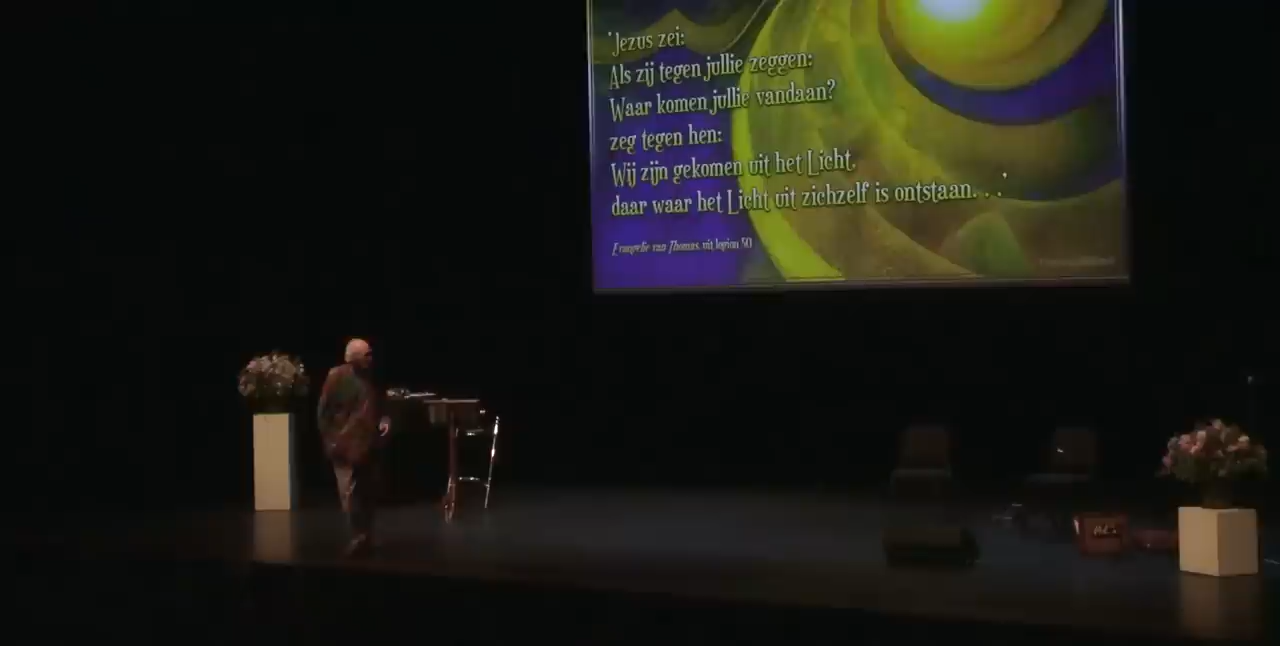 'Jezus zei:
Als zij tegen jullie zeggen:
Waar komen jullie vandaan?
zeg tegen hen:
Wij zijn gekomen uit het Licht,
daar waar het Licht uit zichzelf is ontstaan. . .'
Evangelie van Thomas, uit logion 50